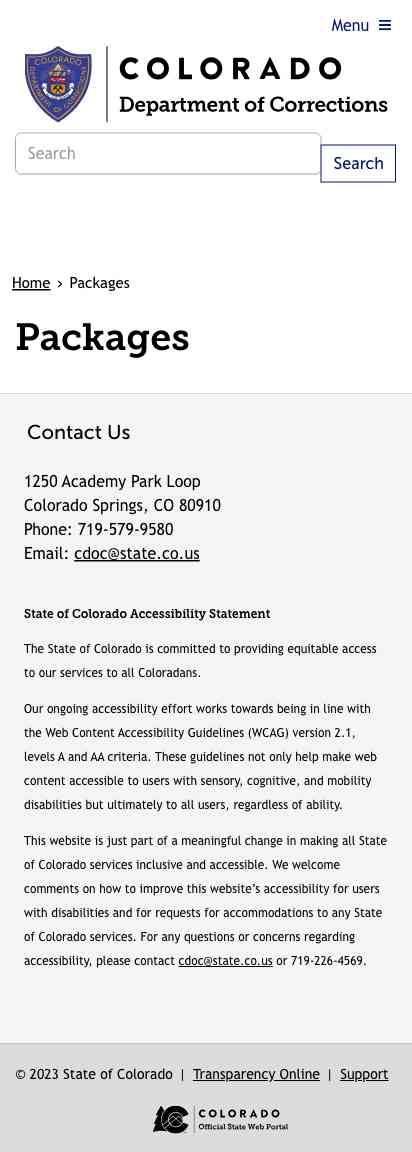 Menu
COLORADO
Department of Corrections
Search
Search
Home › Packages
Packages
Contact Us
1250 Academy Park Loop
Colorado Springs, CO 80910
Phone: 719-579-9580
Email: cdoc@state.co.us
State of Colorado Accessibility Statement
The State of Colorado is committed to providing equitable access
to our services to all Coloradans.
Our ongoing accessibility effort works towards being in line with
the Web Content Accessibility Guidelines (WCAG) version 2.1,
levels A and AA criteria. These guidelines not only help make web
content accessible to users with sensory, cognitive, and mobility
disabilities but ultimately to all users, regardless of ability.
This website is just part of a meaningful change in making all State
of Colorado services inclusive and accessible. We welcome
comments on how to improve this website’s accessibility for users
with disabilities and for requests for accommodations to any State
of Colorado services. For any questions or concerns regarding
accessibility, please contact cdoc@state.co.us or 719-226-4569.
© 2023 State of Colorado | Transparency Online | Support
COLORADO
Official State Web Portal